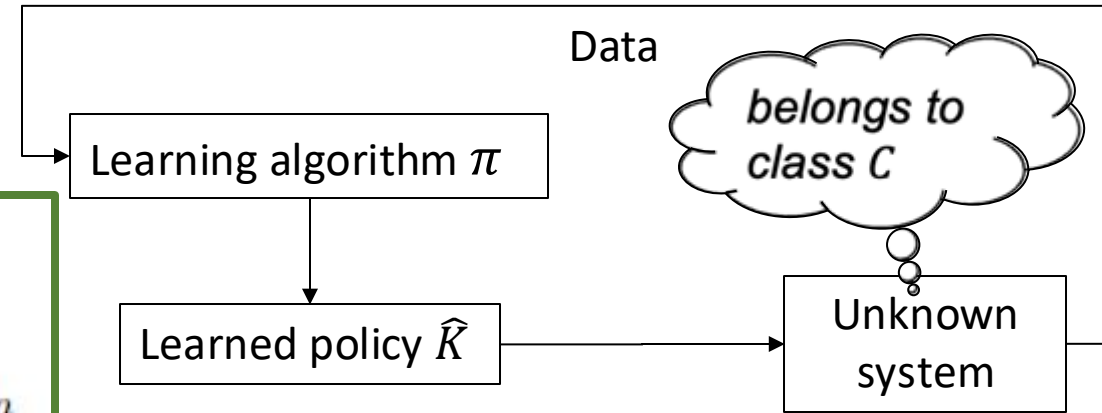 Data
belongs to
class C
Learning algorithm π
Learned policy K̂
Unknown
system